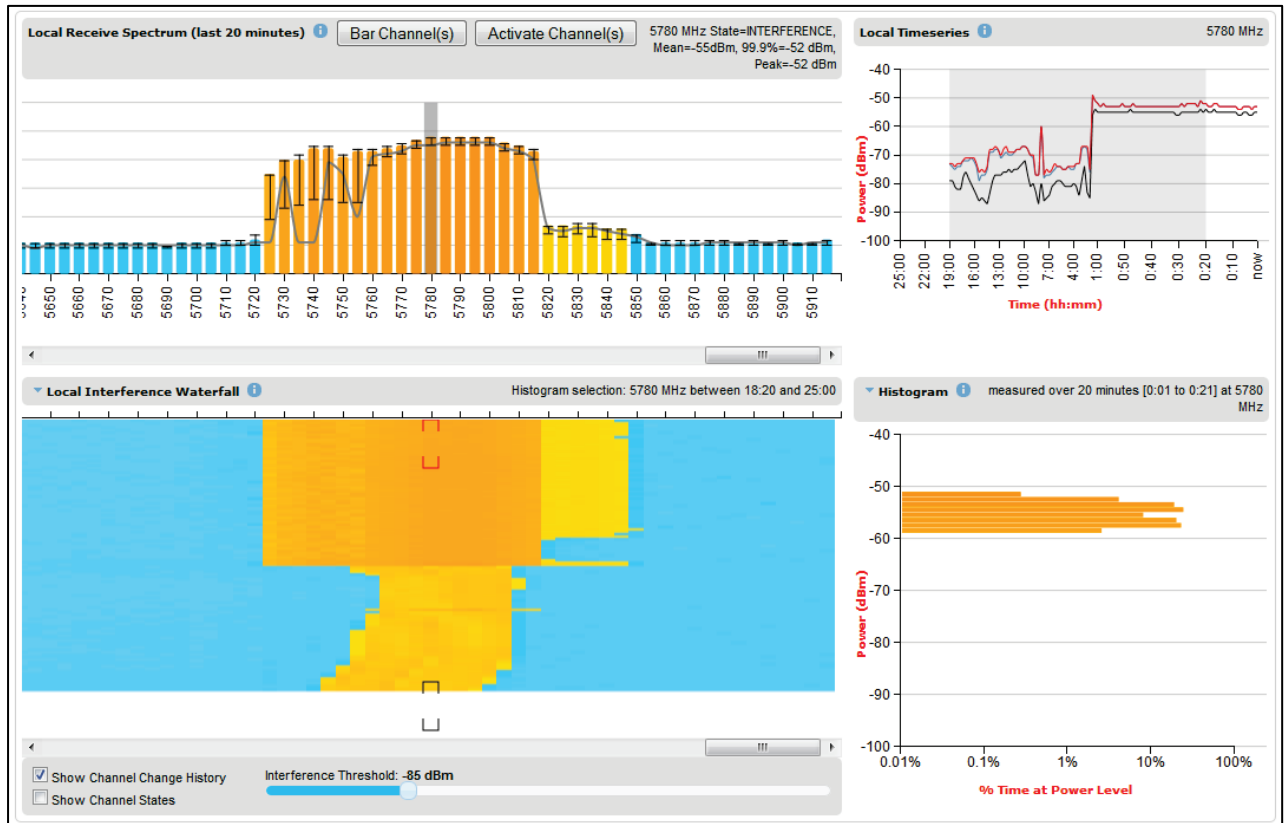 Local Receive Spectrum (last 20 minutes)
Bar Channel(s)
Activate Channel(s)
5780 MHz State=INTERFERENCE,
Mean=-55dBm, 99.9%=-52 dBm,
Peak=-52 dBm
5650
5660
5670
5680
5690
5700
5710
5720
5730
5740
5750
5760
5770
5780
5790
5800
5810
5820
5830
5840
5850
5860
5870
5880
5890
5900
5910
Local Timeseries
5780 MHz
-40
-50
-60
-70
-80
-90
-100
Power (dBm)
25:00
22:00
19:00
16:00
13:00
10:00
7:00
4:00
1:00
0:50
0:40
0:30
0:20
0:10
now
Time (hh:mm)
Local Interference Waterfall
Histogram selection: 5780 MHz between 18:20 and 25:00
Show Channel Change History
Show Channel States
Interference Threshold: -85 dBm
Histogram
measured over 20 minutes [0:01 to 0:21] at 5780
MHz
-40
-50
-60
-70
-80
-90
-100
Power (dBm)
0.01%
0.1%
1%
10%
100%
% Time at Power Level